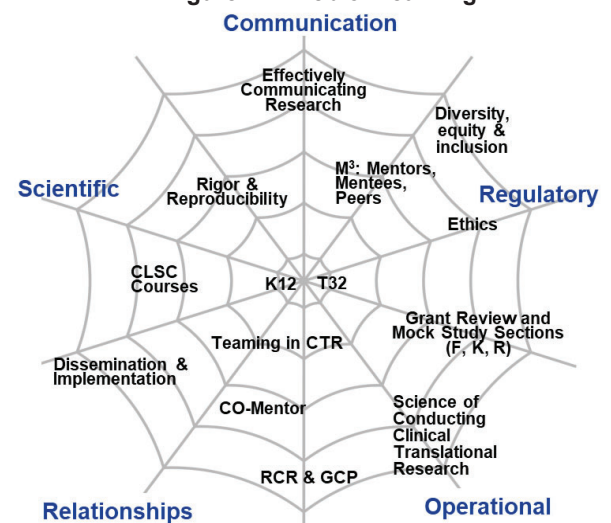 Communication
Effectively
Communicating
Research
Diversity,
equity &
inclusion
M³: Mentors,
Mentees,
Peers
Rigor &
Reproducibility
Scientific
Regulatory
Ethics
CLSC
Courses
K12
T32
Grant Review and
Mock Study Sections
(F, K, R)
Teaming in CTR
Dissemination &
Implementation
CO-Mentor
Science of
Conducting
Clinical
Translational
Research
RCR & GCP
Relationships
Operational